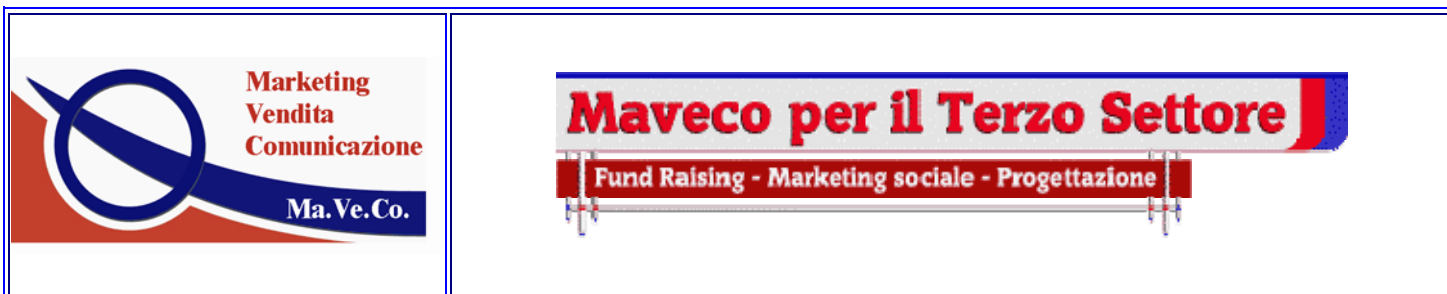 Marketing
Vendita
Comunicazione
Ma.Ve.Co.
Maveco per il Terzo Settore
Fund Raising - Marketing sociale - Progettazione